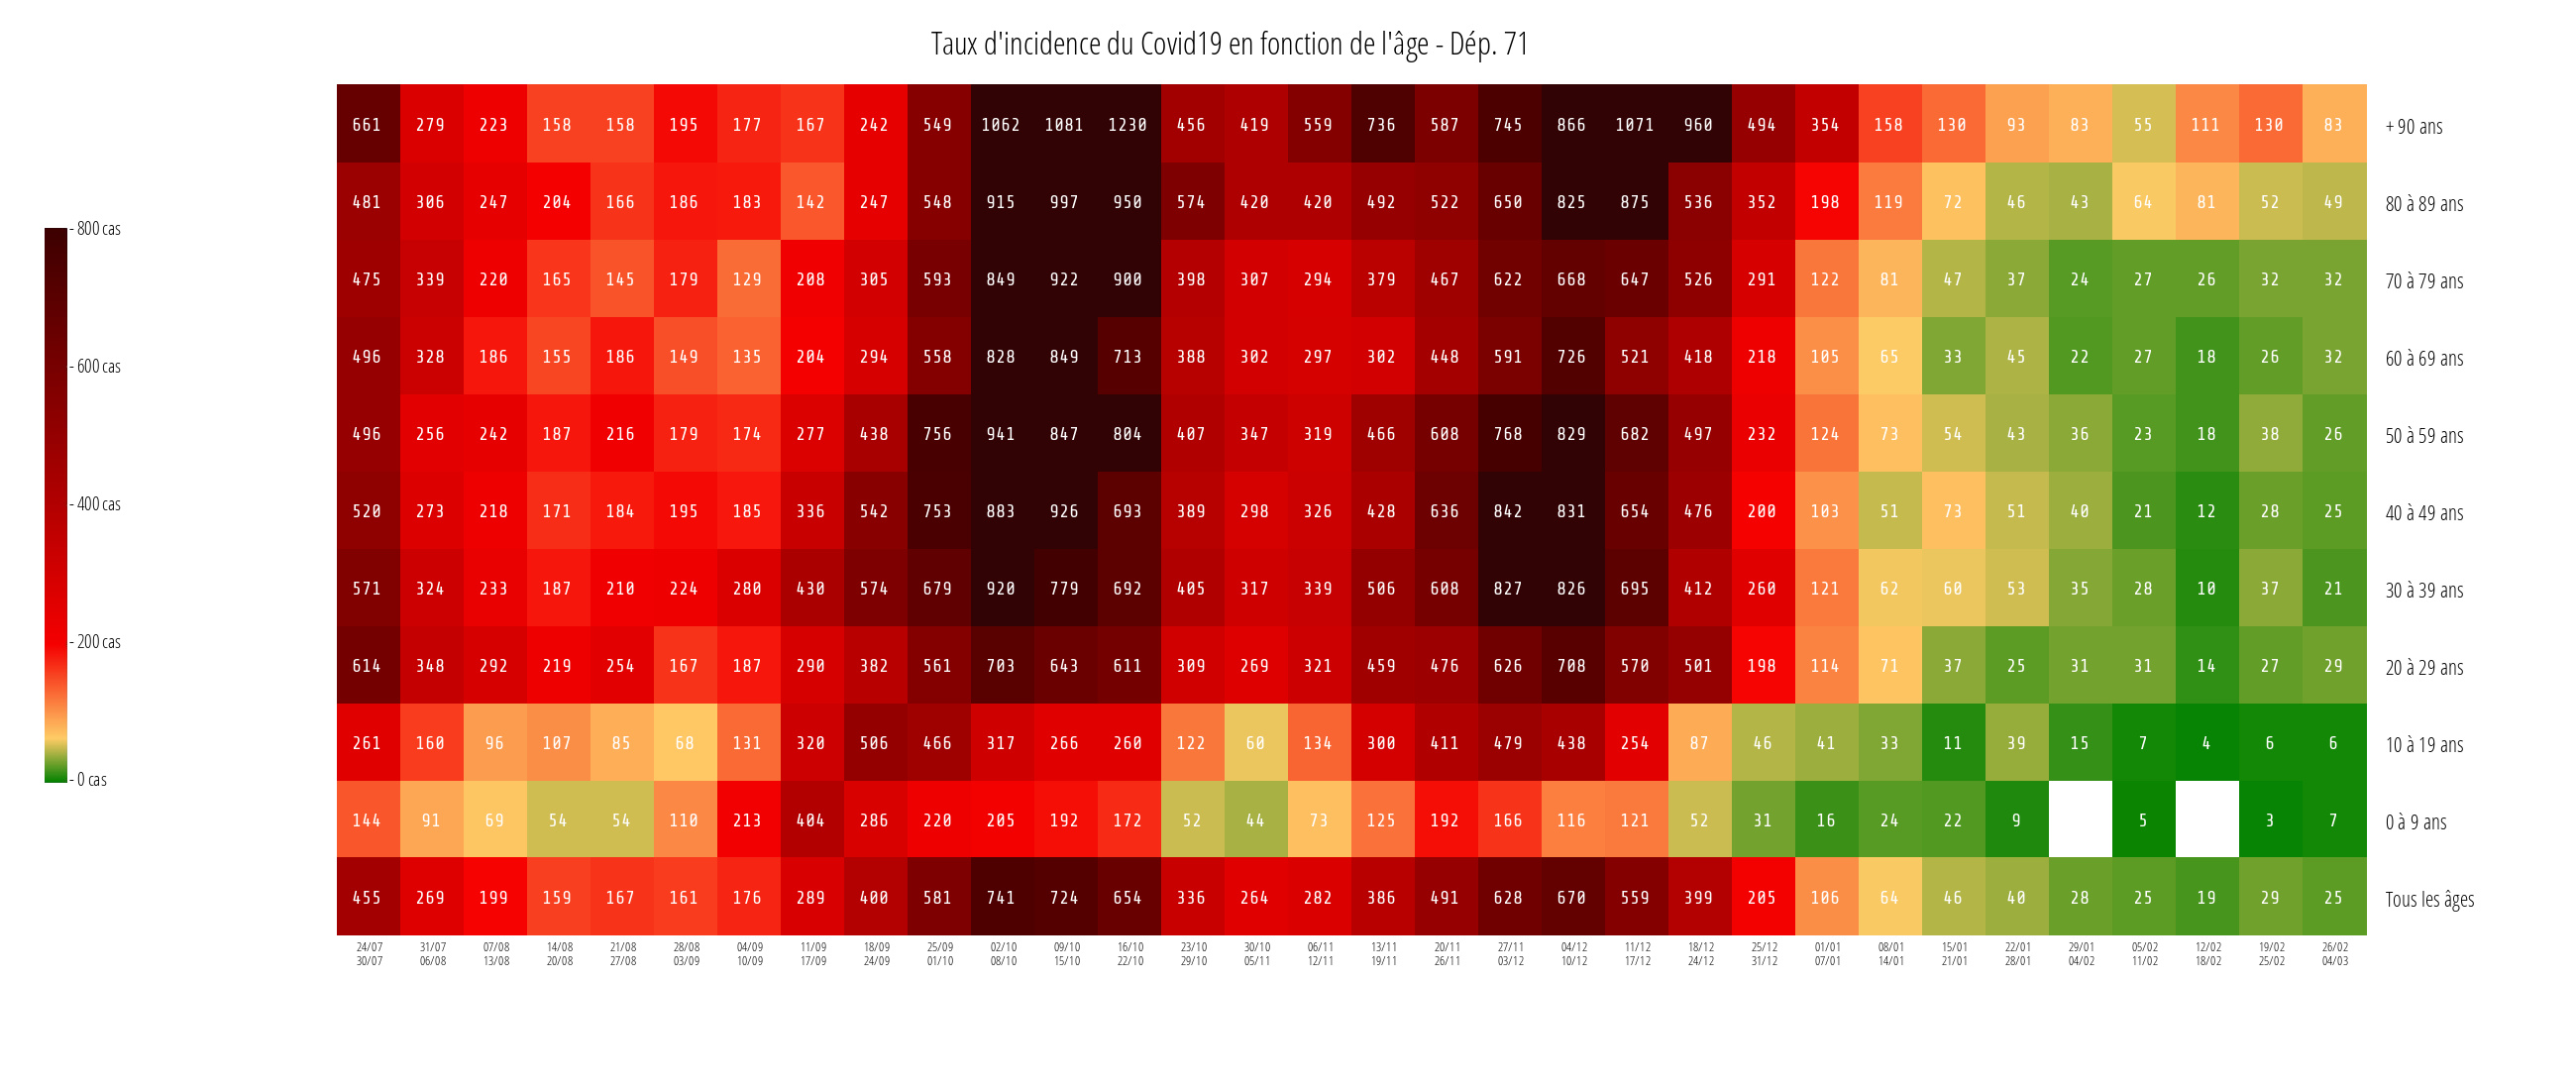 Taux d'incidence du Covid19 en fonction de l'âge - Dép. 71
661 279 223 158 158 195 177 167 242 549 1062 1081 1230 456 419 559 736 587 745 866 1071 960 494 354 158 130 93 83 55 111 130 83 + 90 ans
481 306 247 204 166 186 183 142 247 548 915 997 950 574 420 420 492 522 650 825 875 536 352 198 119 72 46 43 64 81 52 49 80 à 89 ans
- 800 cas
475 339 220 165 145 179 129 208 305 593 849 922 900 398 307 294 379 467 622 668 647 526 291 122 81 47 37 24 27 26 32 32 70 à 79 ans
496 328 186 155 186 149 135 204 294 558 828 849 713 388 302 297 302 448 591 726 521 418 218 105 65 33 45 22 27 18 26 32 60 à 69 ans
- 600 cas
496 256 242 187 216 179 174 277 438 756 941 847 804 407 347 319 466 608 768 829 682 497 232 124 73 54 43 36 23 18 38 26 50 à 59 ans
- 400 cas
520 273 218 171 184 195 185 336 542 753 883 926 693 389 298 326 428 636 842 831 654 476 200 103 51 73 51 40 21 12 28 25 40 à 49 ans
571 324 233 187 210 224 280 430 574 679 920 779 692 405 317 339 506 608 827 826 695 412 260 121 62 60 53 35 28 10 37 21 30 à 39 ans
- 200 cas
614 348 292 219 254 167 187 290 382 561 703 643 611 309 269 321 459 476 626 708 570 501 198 114 71 37 25 31 31 14 27 29 20 à 29 ans
261 160 96 107 85 68 131 320 506 466 317 266 260 122 60 134 300 411 479 438 254 87 46 41 33 11 39 15 7 4 6 6 10 à 19 ans
- 0 cas
144 91 69 54 54 110 213 404 286 220 205 192 172 52 44 73 125 192 166 116 121 52 31 16 24 22 9 5 3 7 0 à 9 ans
455 269 199 159 167 161 176 289 400 581 741 724 654 336 264 282 386 491 628 670 559 399 205 106 64 46 40 28 25 19 29 25 Tous les âges
24/07 31/07 07/08 14/08 21/08 28/08 04/09 11/09 18/09 25/09 02/10 09/10 16/10 23/10 30/10 06/11 13/11 20/11 27/11 04/12 11/12 18/12 25/12 01/01 08/01 15/01 22/01 29/01 05/02 12/02 19/02 26/02
30/07 06/08 13/08 20/08 27/08 03/09 10/09 17/09 24/09 01/10 08/10 15/10 22/10 29/10 05/11 12/11 19/11 26/11 03/12 10/12 17/12 24/12 31/12 07/01 14/01 21/01 28/01 04/02 11/02 18/02 25/02 04/03